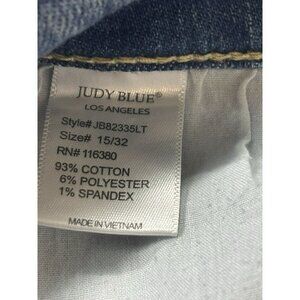 JUDY BLUE®
LOS ANGELES
Style# JB82335LT
Size# 15/32
RN# 116380
93% COTTON
6% POLYESTER
1% SPANDEX
MADE IN VIETNAM